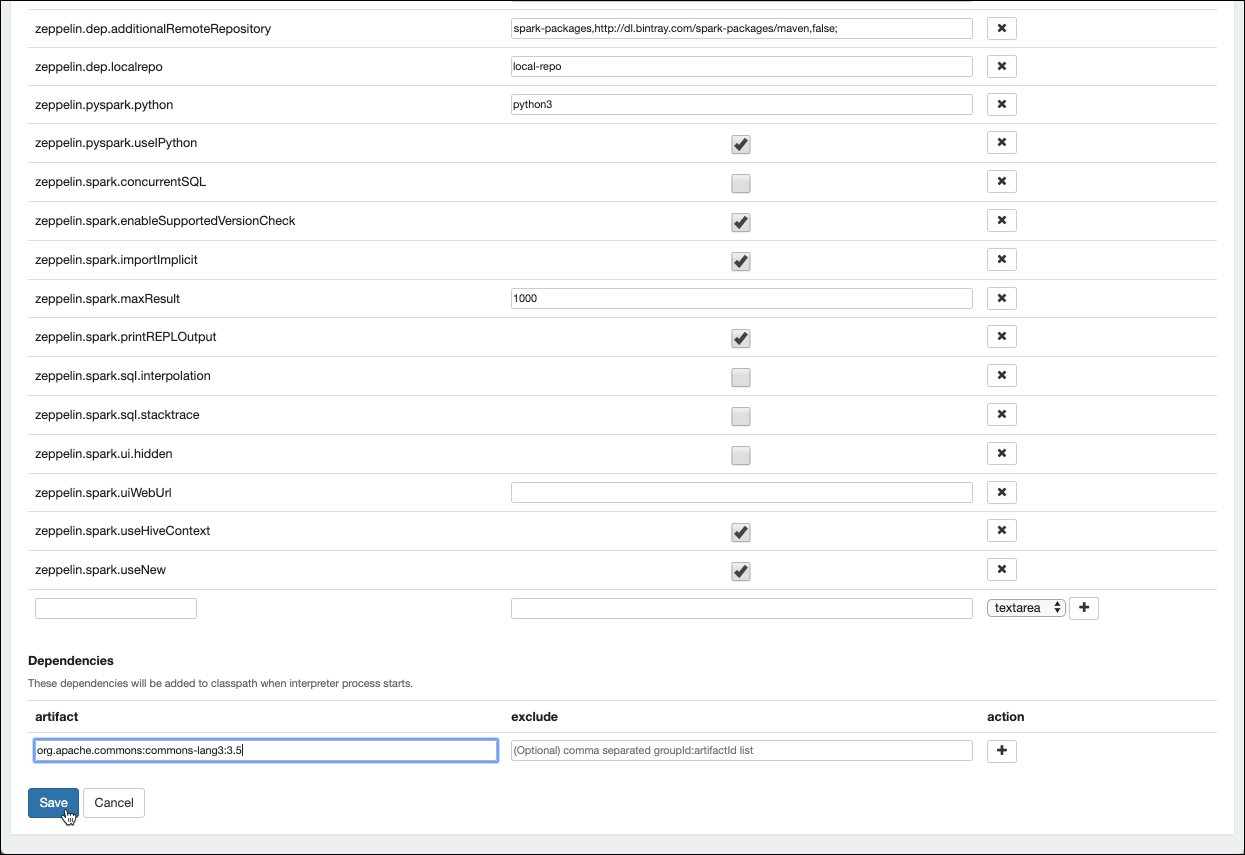 zeppelin.dep.additionalRemoteRepository spark-packages,http://dl.bintray.com/spark-packages/maven,false;
zeppelin.dep.localrepo local-repo
zeppelin.pyspark.python python3
zeppelin.pyspark.useIPython
zeppelin.spark.concurrentSQL
zeppelin.spark.enableSupportedVersionCheck
zeppelin.spark.importImplicit
zeppelin.spark.maxResult 1000
zeppelin.spark.printREPLOutput
zeppelin.spark.sql.interpolation
zeppelin.spark.sql.stacktrace
zeppelin.spark.ui.hidden
zeppelin.spark.uiWebUrl
zeppelin.spark.useHiveContext
zeppelin.spark.useNew
textarea
Dependencies
These dependencies will be added to classpath when interpreter process starts.
artifact exclude action
org.apache.commons:commons-lang3:3.5 (Optional) comma separated groupId:artifactId list
Save Cancel